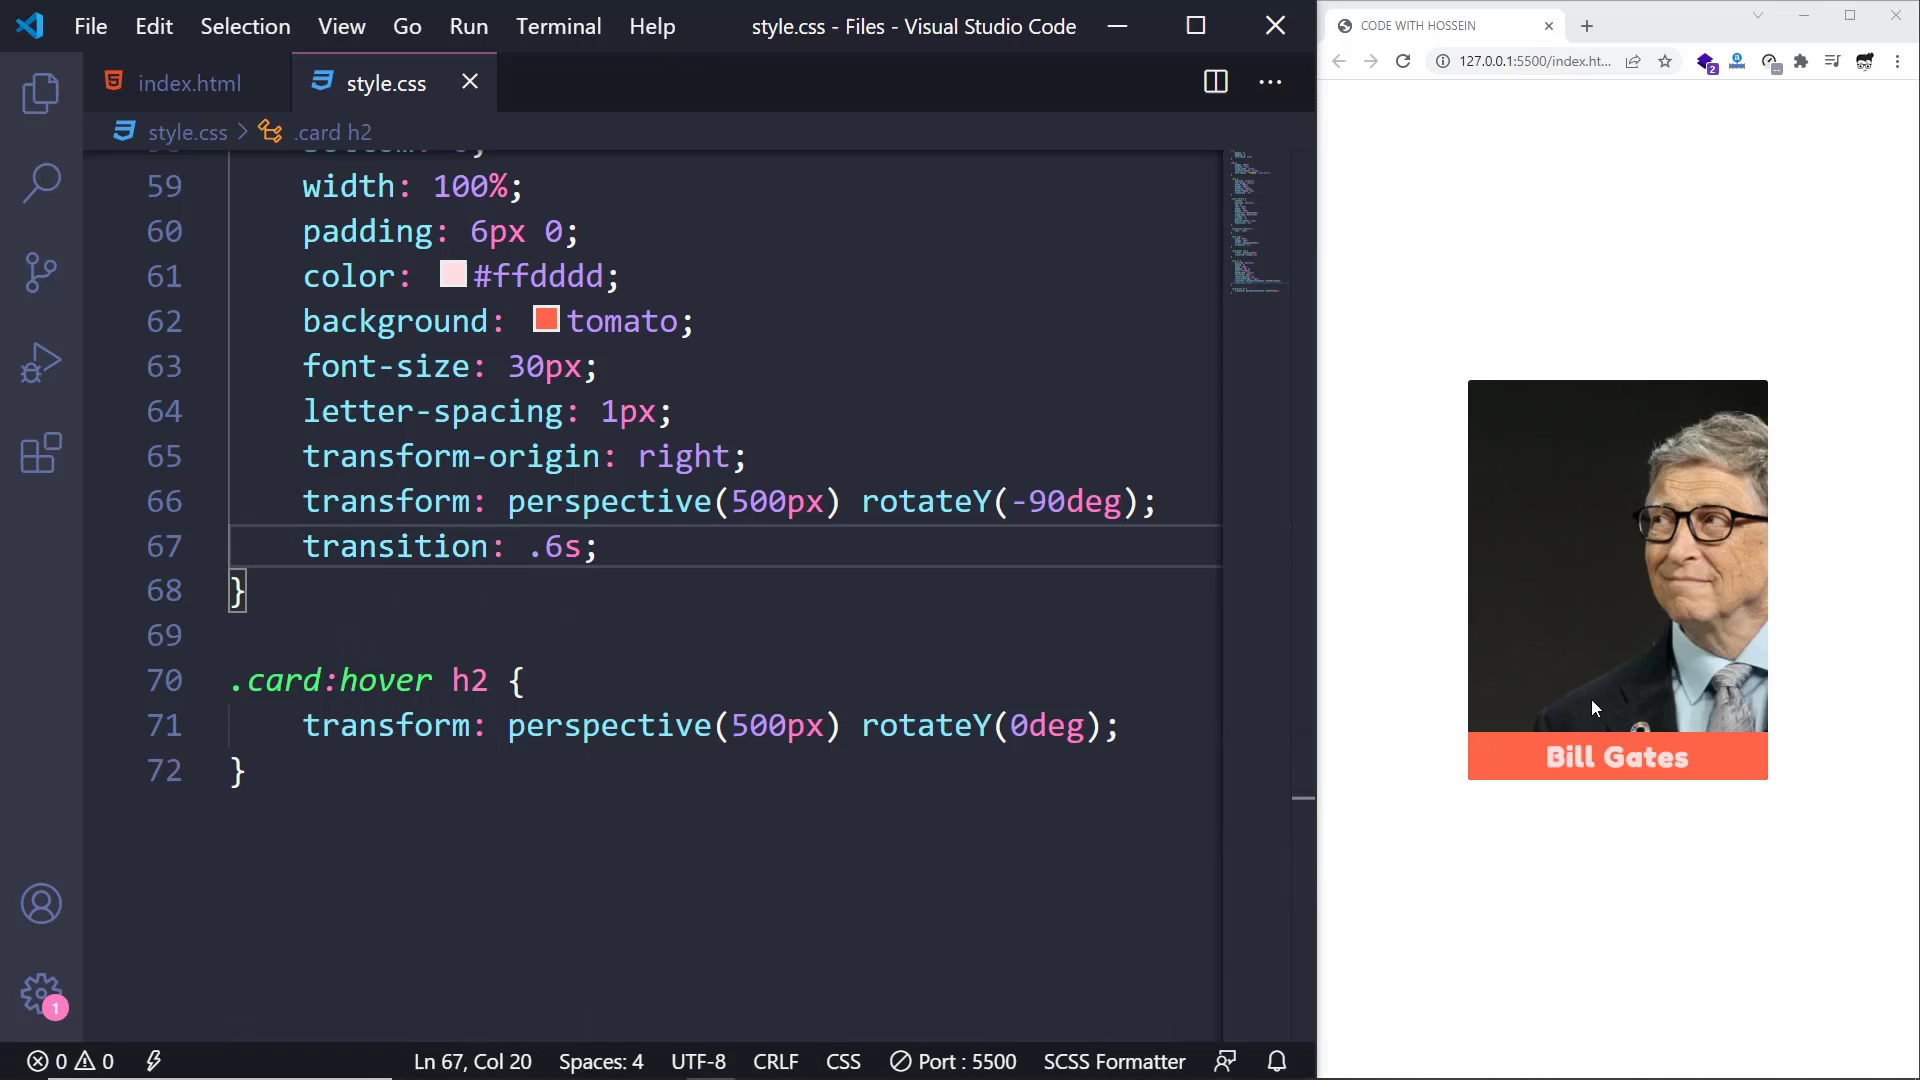 File Edit Selection View Go Run Terminal Help style.css - Files - Visual Studio Code
index.html style.css
style.css > .card h2
59 width: 100%;
60 padding: 6px 0;
61 color: #ffdddd;
62 background: tomato;
63 font-size: 30px;
64 letter-spacing: 1px;
65 transform-origin: right;
66 transform: perspective(500px) rotateY(-90deg);
67 transition: .6s;
68 }
69
70 .card:hover h2 {
71 transform: perspective(500px) rotateY(0deg);
72 }
1
0 0 Ln 67, Col 20 Spaces: 4 UTF-8 CRLF CSS Port : 5500 SCSS Formatter
CODE WITH HOSSEIN
127.0.0.1:5500/index.ht...
2
Bill Gates